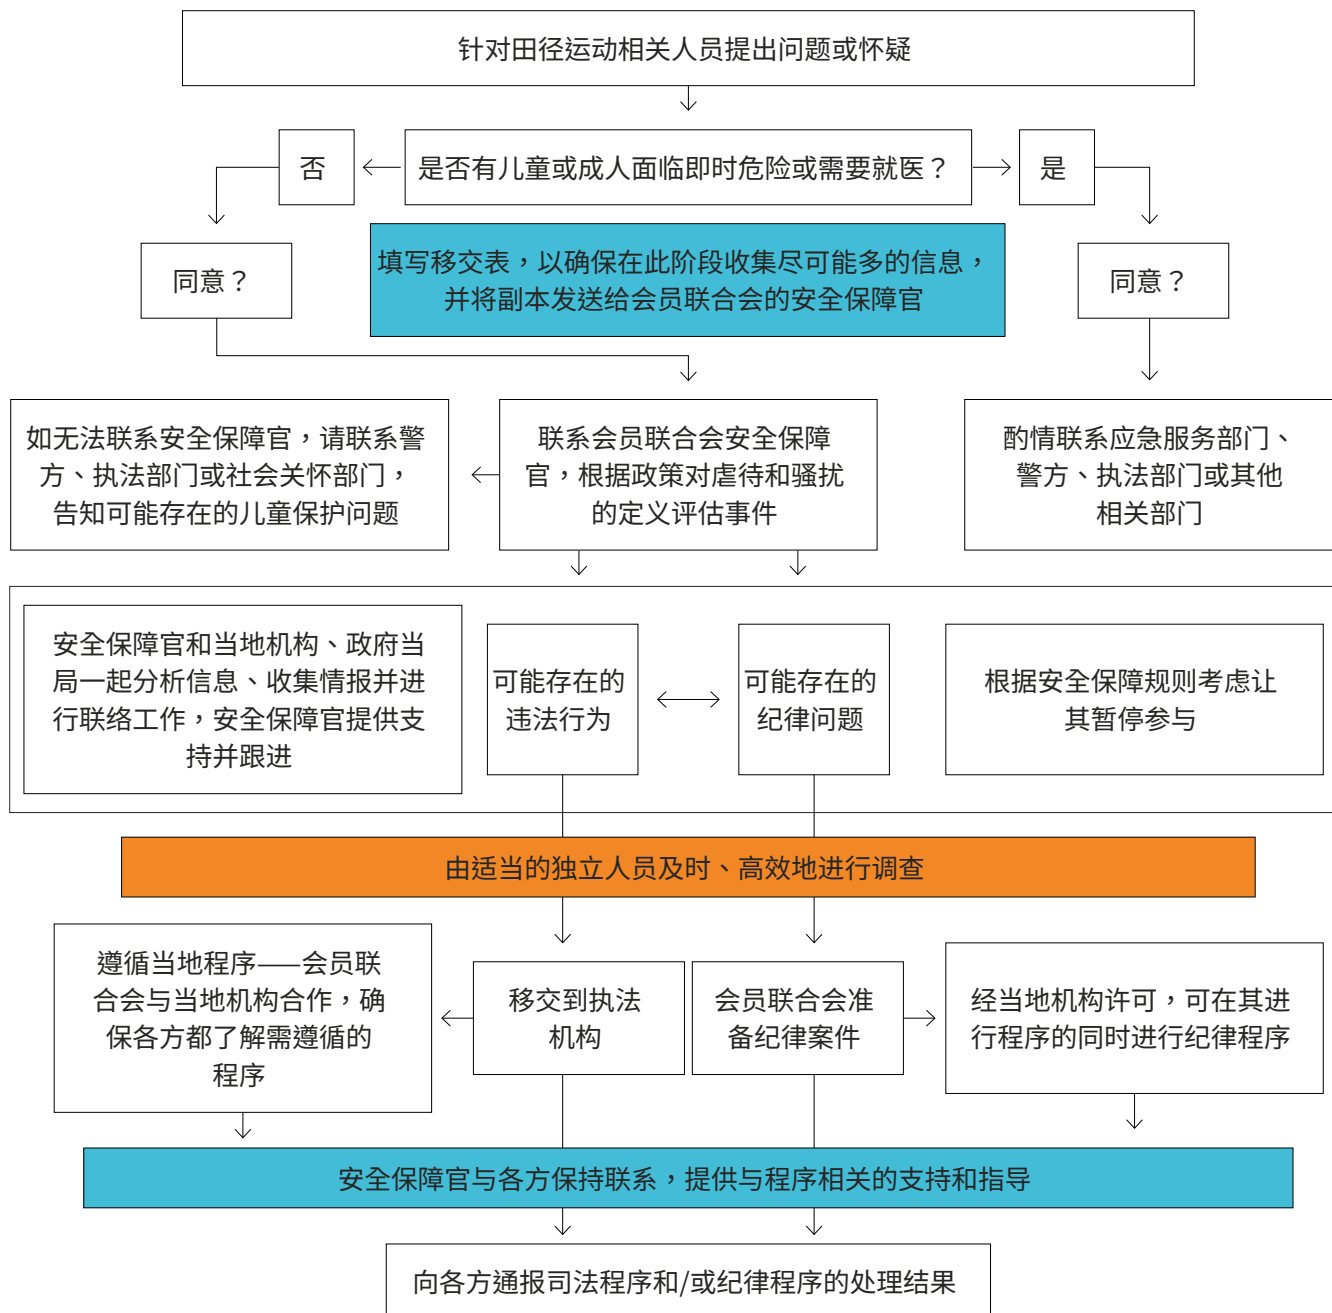 针对田径运动相关人员提出问题或怀疑
否
是否有儿童或成人面临即时危险或需要就医？
是
同意？
填写移交表，以确保在此阶段收集尽可能多的信息，
并将副本发送给会员联合会的安全保障官
同意？
如无法联系安全保障官，请联系警
方、执法部门或社会关怀部门，
告知可能存在的儿童保护问题
联系会员联合会安全保障
官，根据政策对虐待和骚扰
的定义评估事件
酌情联系应急服务部门、
警方、执法部门或其他
相关部门
安全保障官和当地机构、政府当
局一起分析信息、收集情报并进
行联络工作，安全保障官提供支
持并跟进
可能存在的
违法行为
可能存在的
纪律问题
根据安全保障规则考虑让
其暂停参与
由适当的独立人员及时、高效地进行调查
遵循当地程序——会员联
合会与当地机构合作，确
保各方都了解需遵循的
程序
移交到执法
机构
会员联合会准
备纪律案件
经当地机构许可，可在其进
行程序的同时进行纪律程序
安全保障官与各方保持联系，提供与程序相关的支持和指导
向各方通报司法程序和/或纪律程序的处理结果